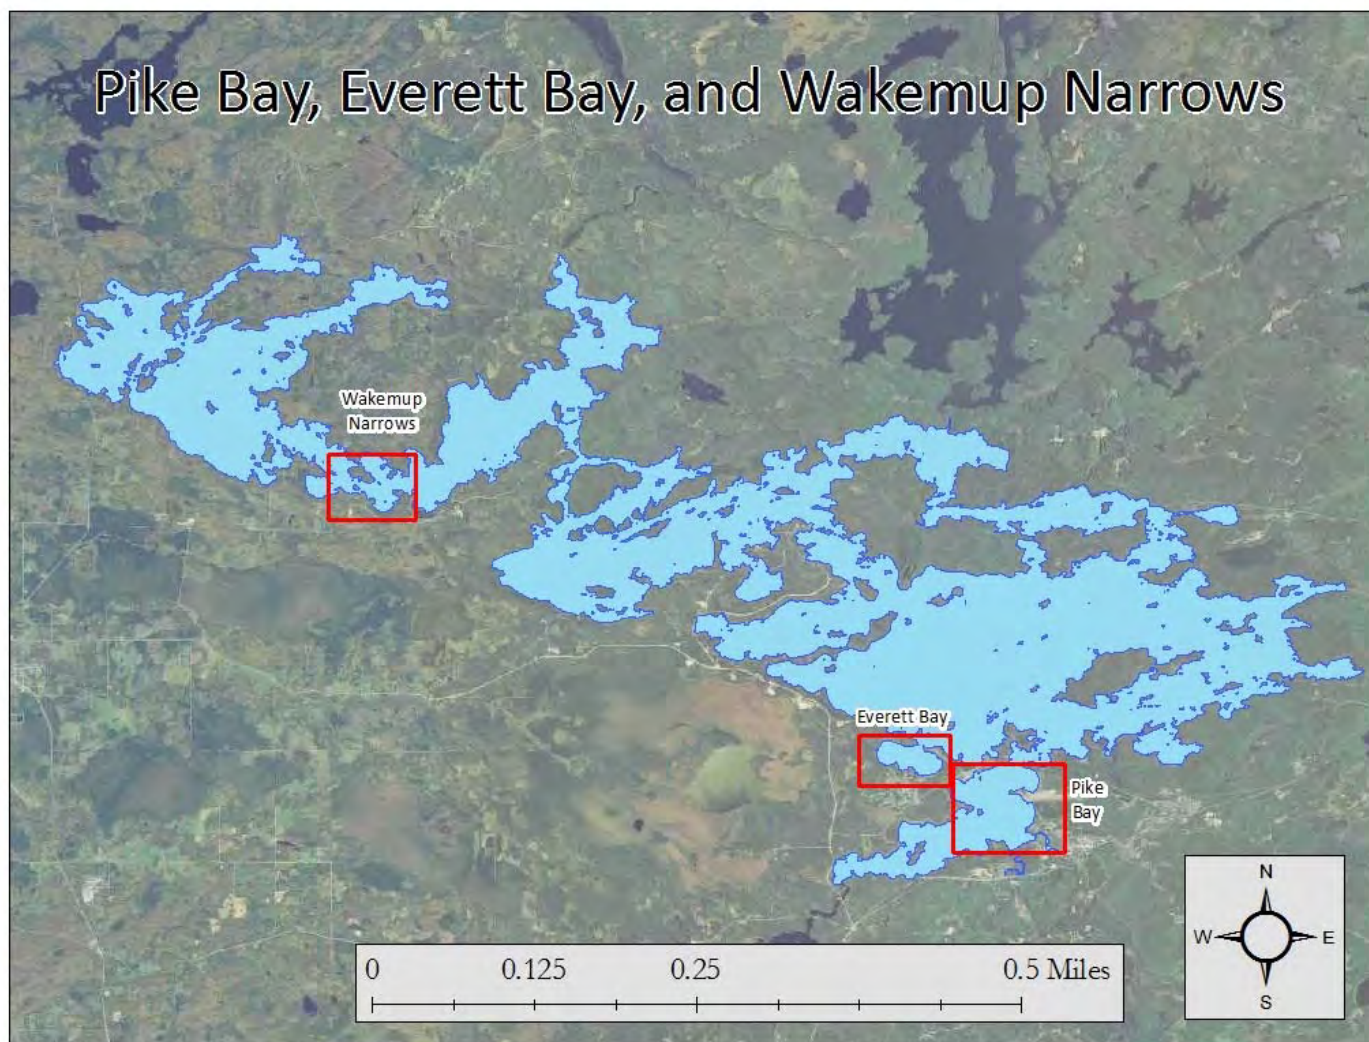 Pike Bay, Everett Bay, and Wakemup Narrows
Wakemup
Narrows
Everett Bay
Pike
Bay
N
W E
S
0 0.125 0.25 0.5 Miles